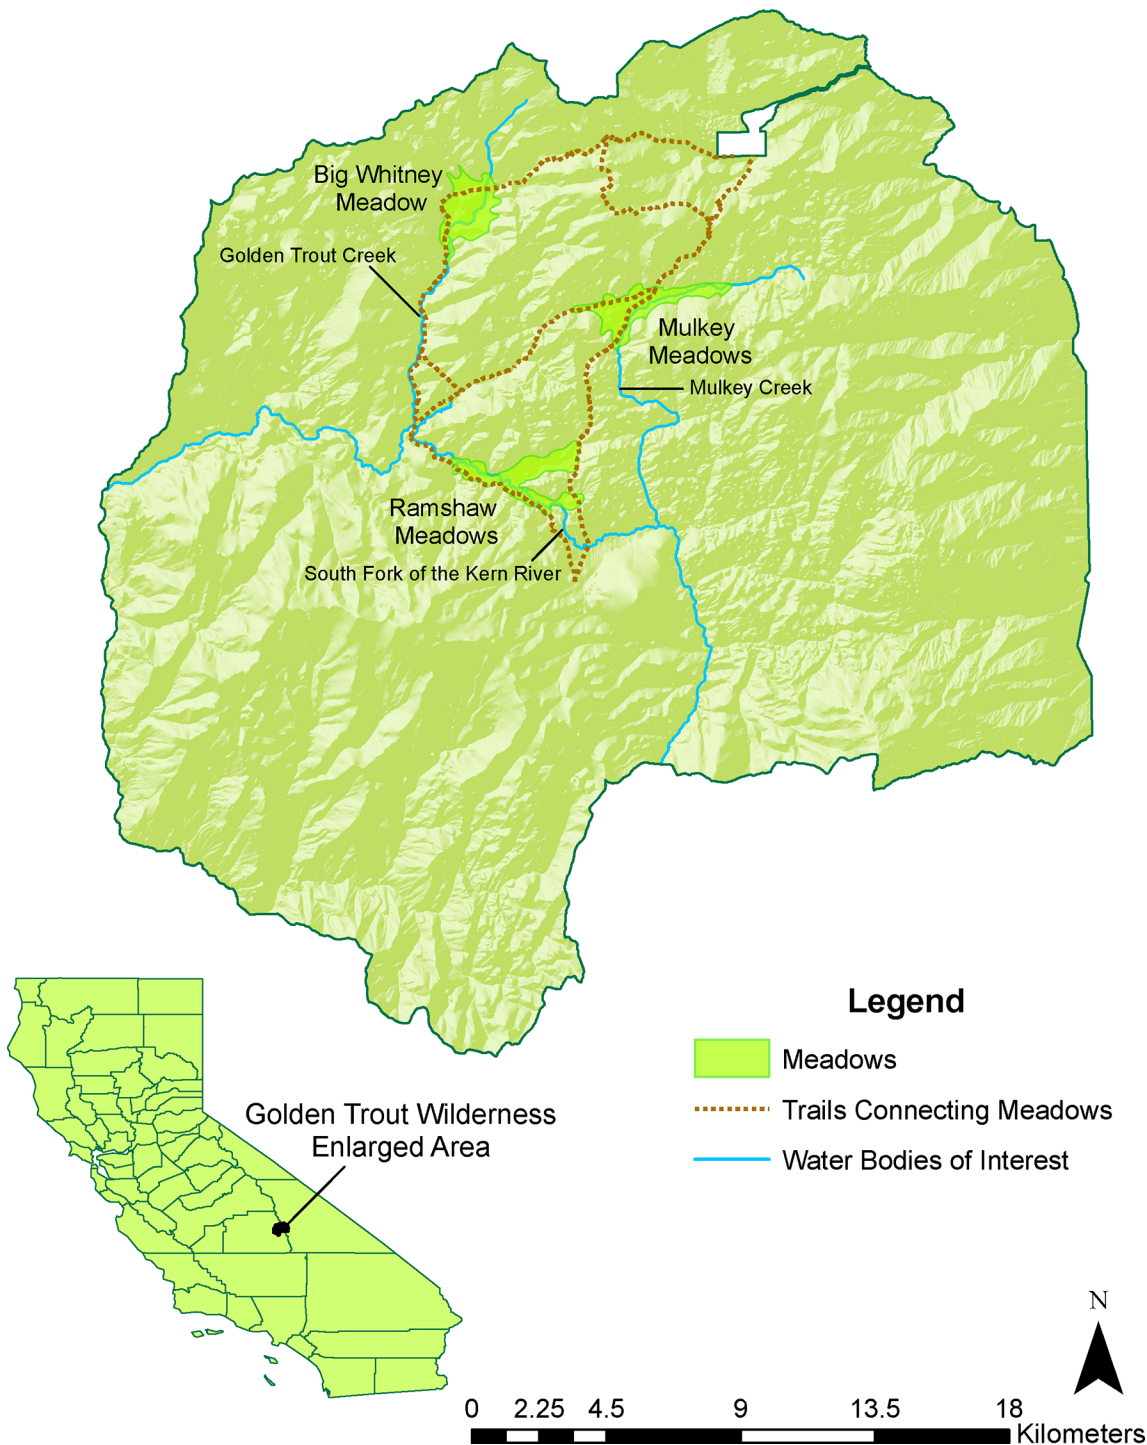 Big Whitney
Meadow
Golden Trout Creek
Mulkey
Meadows
Mulkey Creek
Ramshaw
Meadows
South Fork of the Kern River
Legend
Meadows
Trails Connecting Meadows
Water Bodies of Interest
Golden Trout Wilderness
Enlarged Area
N
0 2.25 4.5 9 13.5 18
Kilometers